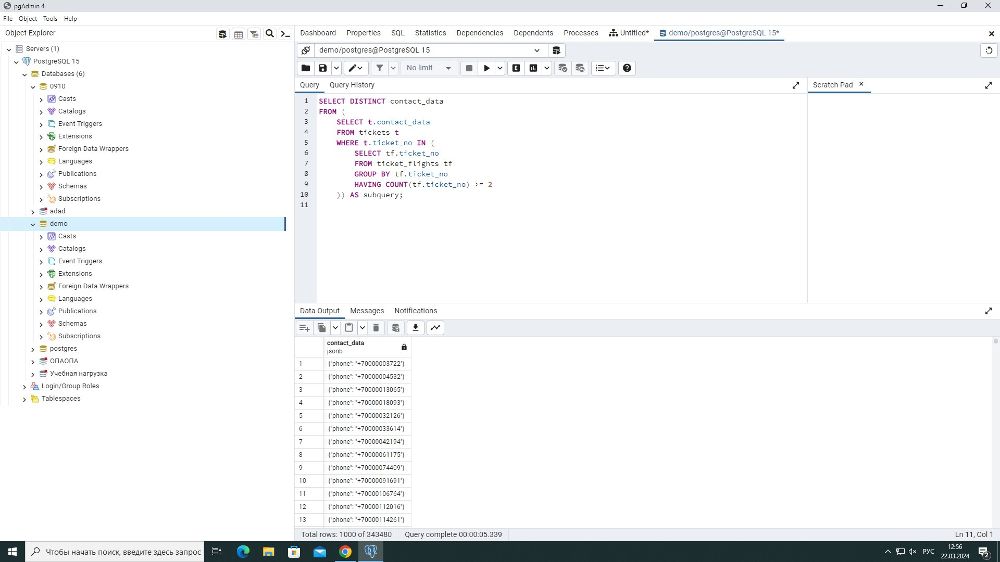 pgAdmin 4
File Object Tools Help
Object Explorer
Dashboard Properties SQL Statistics Dependencies Dependents Processes Untitled* demo/postgres@PostgreSQL 15*
Servers (1)
PostgreSQL 15
Databases (6)
0910
Casts
Catalogs
Event Triggers
Extensions
Foreign Data Wrappers
Languages
Publications
Schemas
Subscriptions
adad
demo
Casts
Catalogs
Event Triggers
Extensions
Foreign Data Wrappers
Languages
Publications
Schemas
Subscriptions
postgres
ОПАОПА
Учебная нагрузка
Login/Group Roles
Tablespaces
demo/postgres@PostgreSQL 15
No limit
E
Query Query History
Scratch Pad
1 SELECT DISTINCT contact_data
2 FROM (
3 SELECT t.contact_data
4 FROM tickets t
5 WHERE t.ticket_no IN (
6 SELECT tf.ticket_no
7 FROM ticket_flights tf
8 GROUP BY tf.ticket_no
9 HAVING COUNT(tf.ticket_no) >= 2
10 )) AS subquery;
11
Data Output Messages Notifications
contact_data
jsonb
1 {"phone": "+70000003722"}
2 {"phone": "+70000004532"}
3 {"phone": "+70000013065"}
4 {"phone": "+70000018093"}
5 {"phone": "+70000032126"}
6 {"phone": "+70000033614"}
7 {"phone": "+70000042194"}
8 {"phone": "+70000061175"}
9 {"phone": "+70000074409"}
10 {"phone": "+70000091691"}
11 {"phone": "+70000106764"}
12 {"phone": "+70000112016"}
13 {"phone": "+70000114261"}
Total rows: 1000 of 343480 Query complete 00:00:05.339 Ln 11, Col 1
Чтобы начать поиск, введите здесь запрос
РУС
12:56
22.03.2024
2